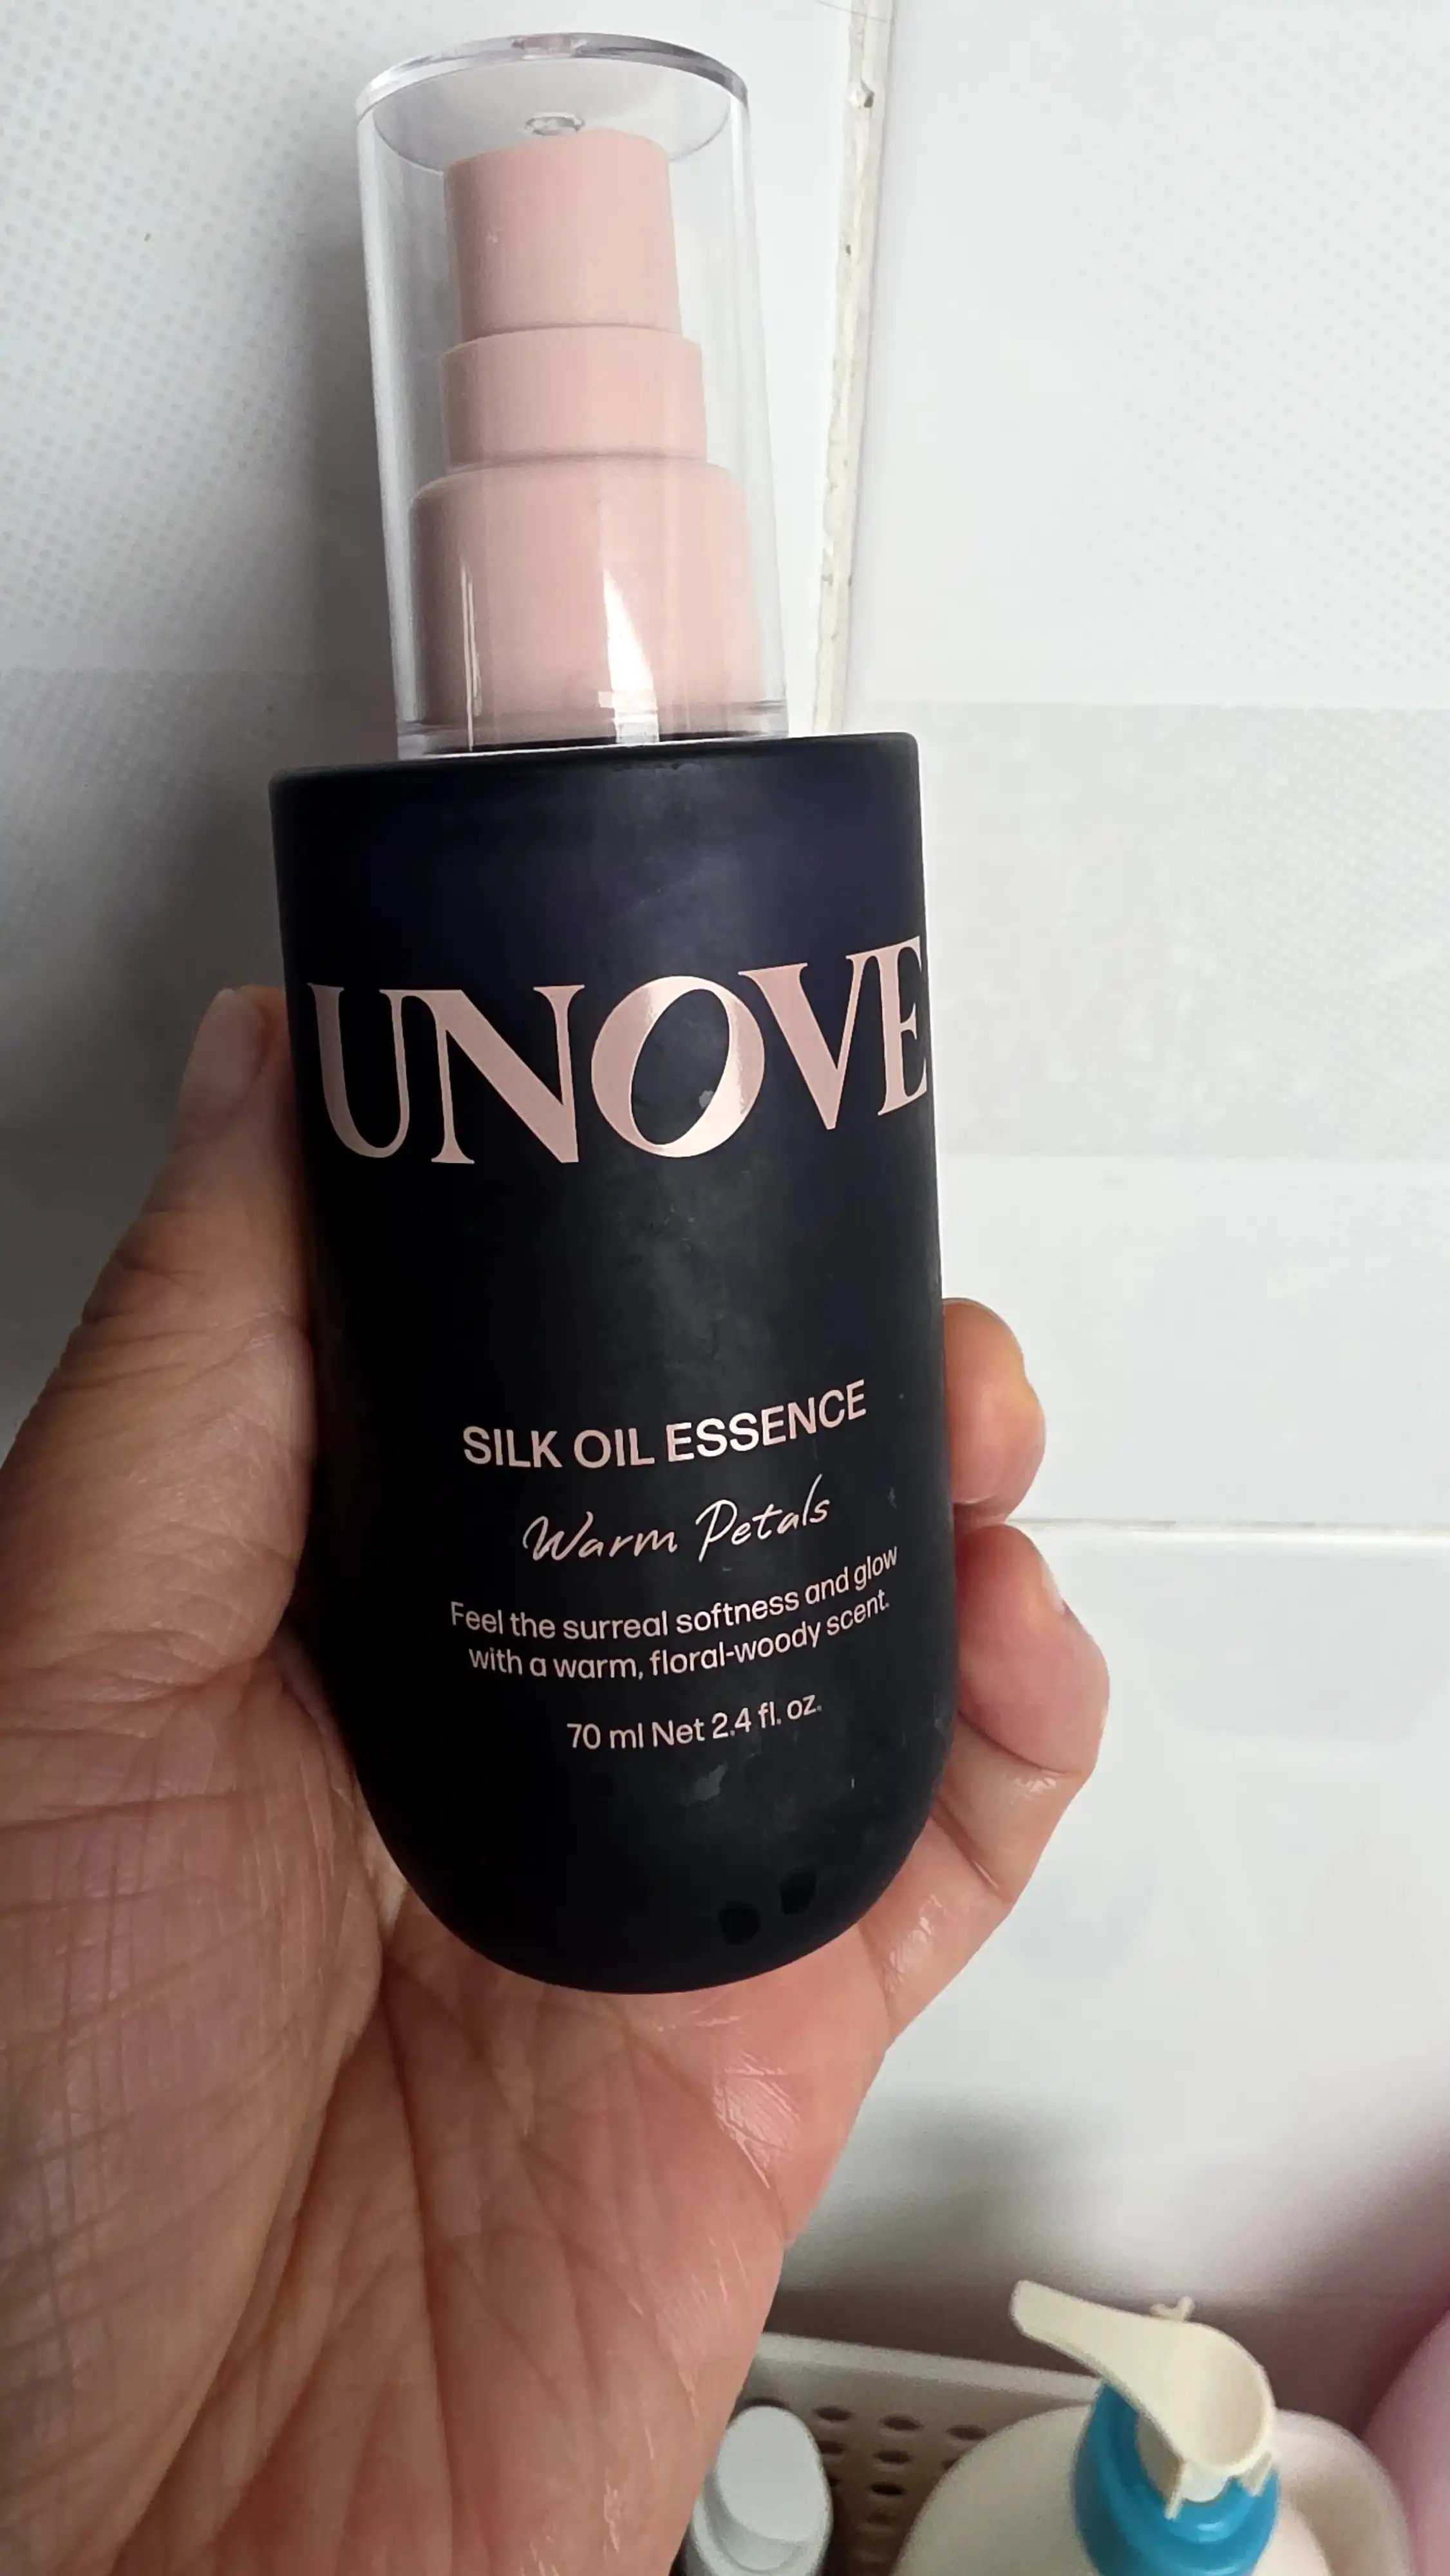 UNOVE
SILK OIL ESSENCE
Warm Petals
Feel the surreal softness and glow
with a warm, floral-woody scent.
70 ml Net 2.4 fl. oz.